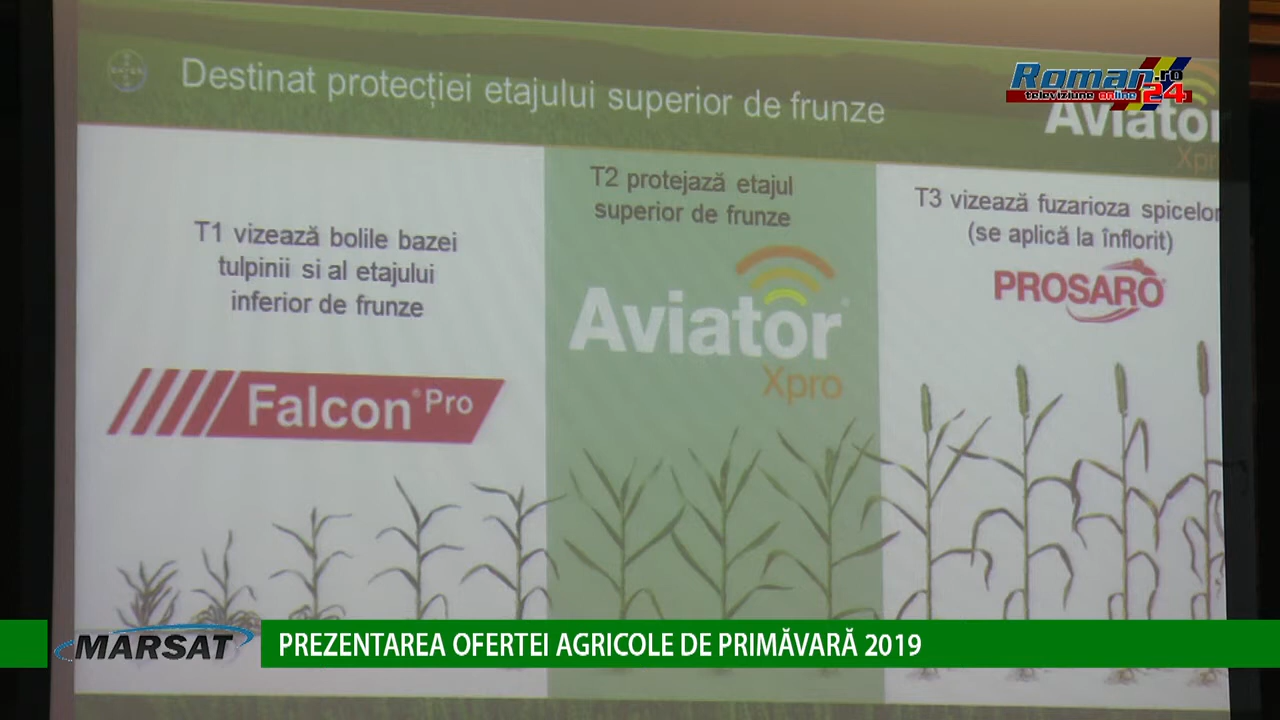 BAYER
Destinat protecției etajului superior de frunze
Roman.ro
televiziune online 24
Aviator
Xpro
T1 vizează bolile bazei
tulpinii si al etajului
inferior de frunze
Falcon® Pro
T2 protejază etajul
superior de frunze
Aviator®
Xpro
T3 vizează fuzarioza spicelor
(se aplică la înflorit)
PROSARO®
MARSAT
PREZENTAREA OFERTEI AGRICOLE DE PRIMĂVARĂ 2019